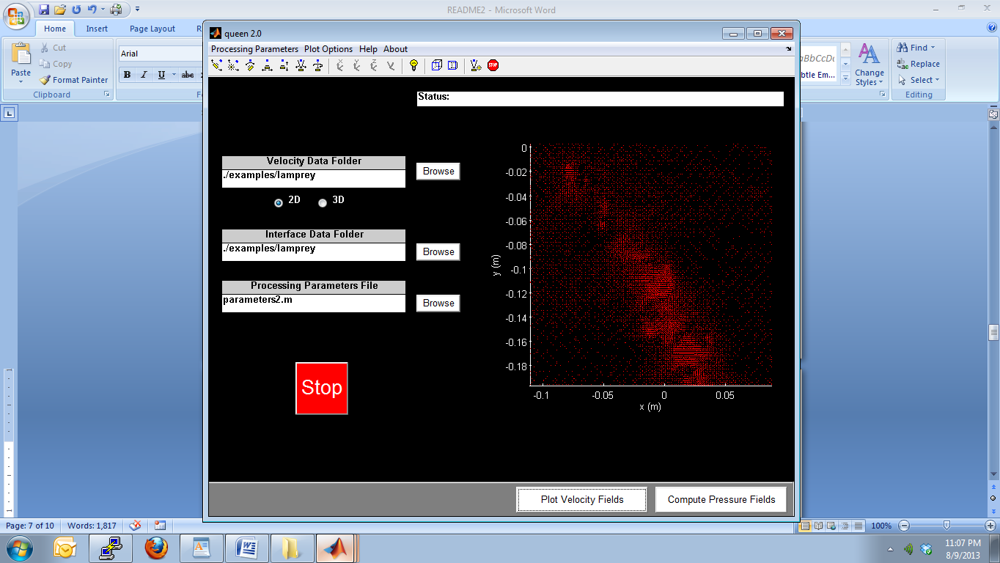 README2 - Microsoft Word
Home
Insert
Page Layout
R
Paste
Cut
Copy
Format Painter
Clipboard
Arial
B I U abc
F
queen 2.0
Processing Parameters Plot Options Help About
STOP
Status:
Velocity Data Folder
./examples/lamprey
Browse
2D
3D
Interface Data Folder
./examples/lamprey
Browse
Processing Parameters File
parameters2.m
Browse
Stop
0
-0.02
-0.04
-0.06
-0.08
-0.1
-0.12
-0.14
-0.16
-0.18
y (m)
-0.1 -0.05 0 0.05
x (m)
Plot Velocity Fields
Compute Pressure Fields
btle Em...
Change
Styles
Find
Replace
Select
Editing
Page: 7 of 10
Words: 1,817
100%
11:07 PM
8/9/2013